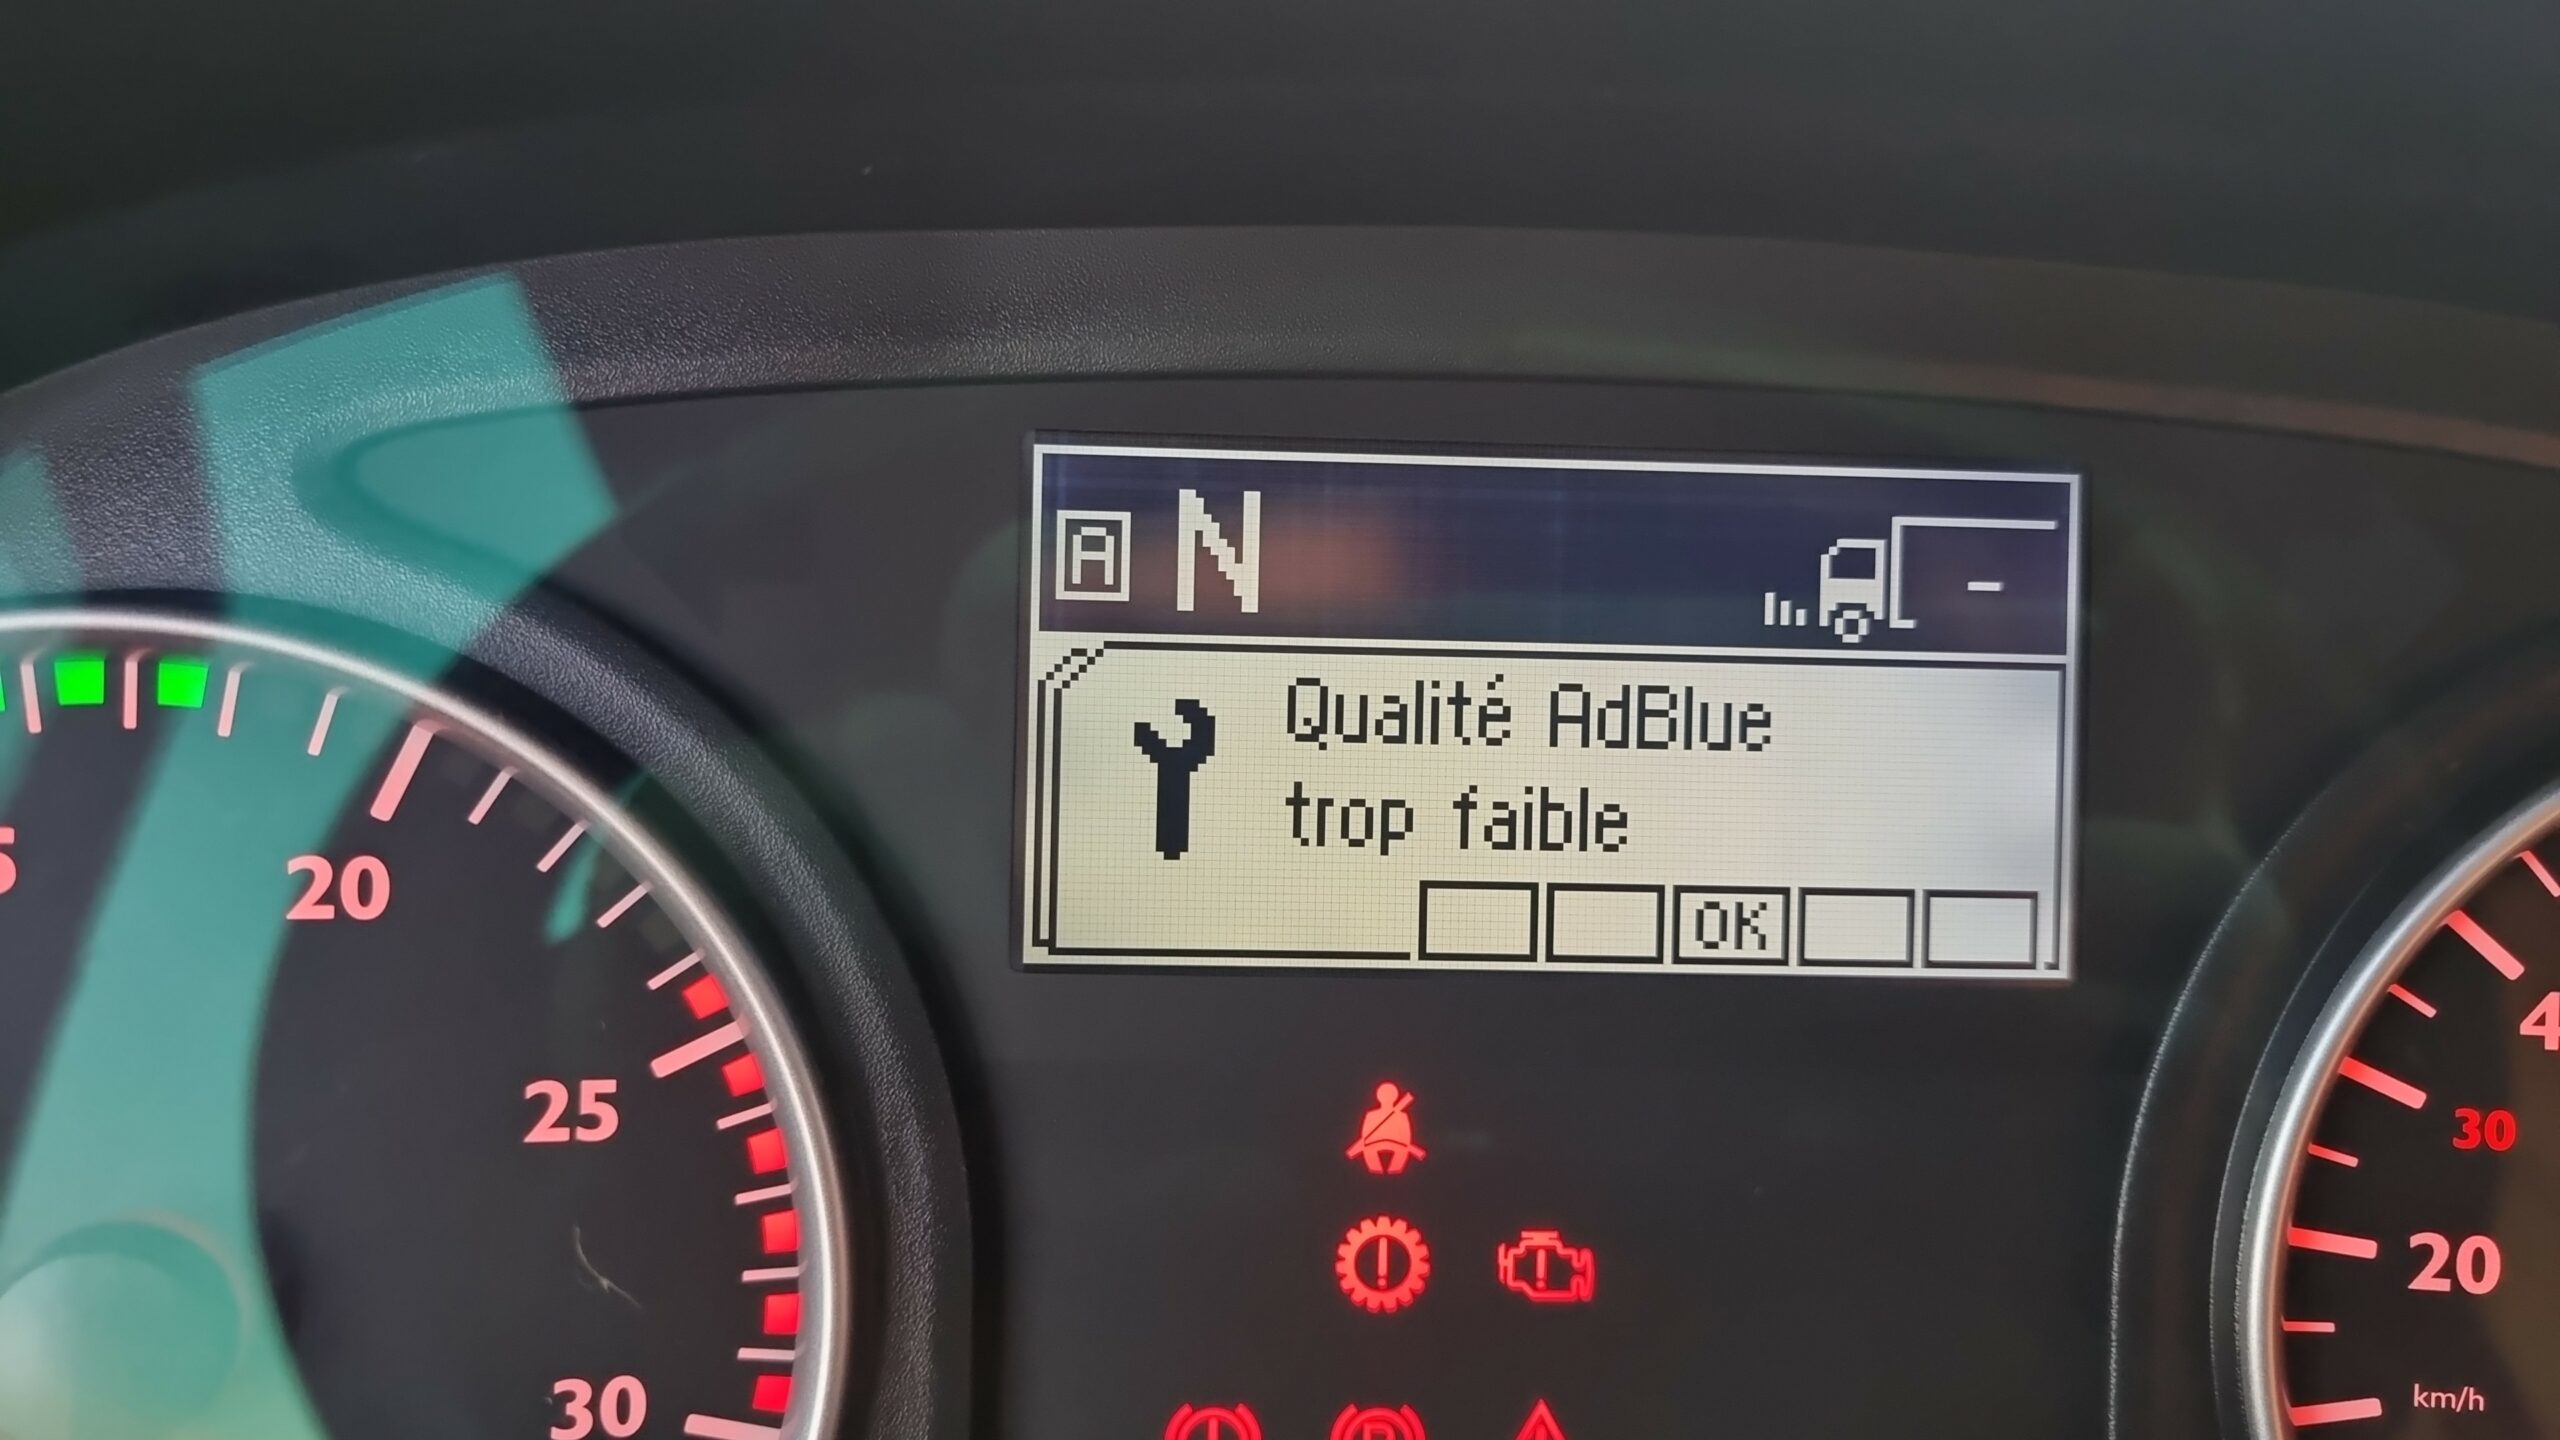 A N
-
Qualité AdBlue
trop faible
OK
20
25
30
30
20
km/h